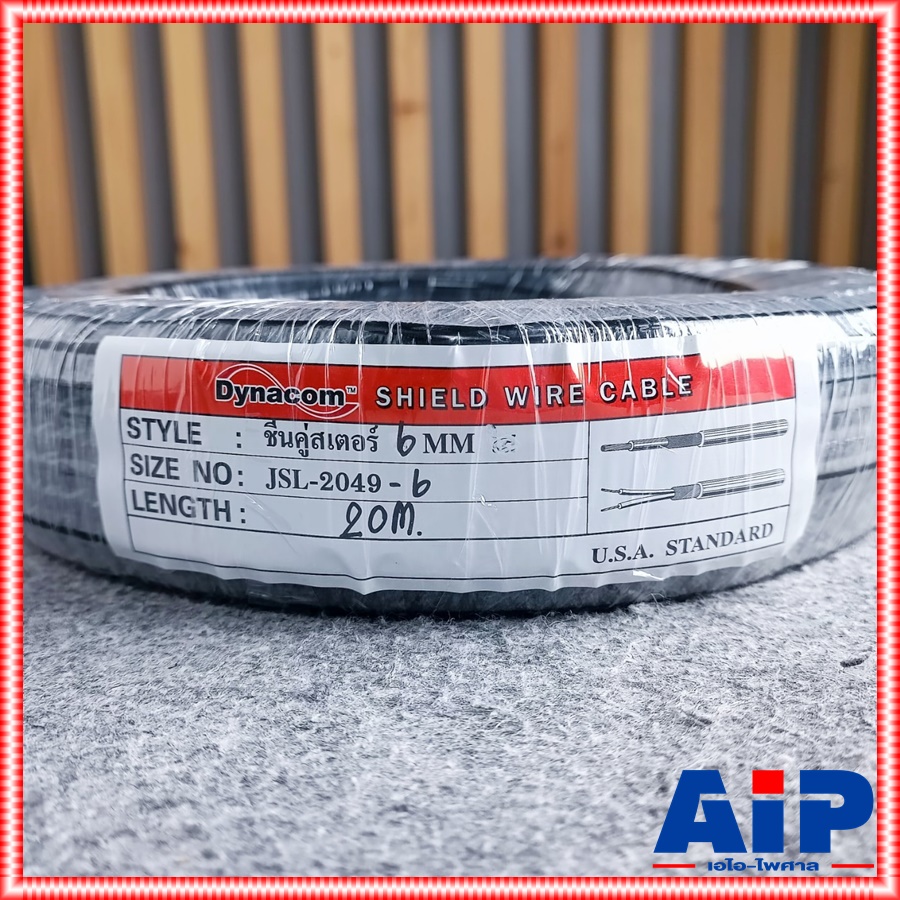 Dynacom™ SHIELD WIRE CABLE
STYLE : ชีนคู่สเตอร์ 6 MM
SIZE NO: JSL-2049-6
LENGTH: 20M.
U.S.A. STANDARD
AiP
เอไอ-ไพศาล